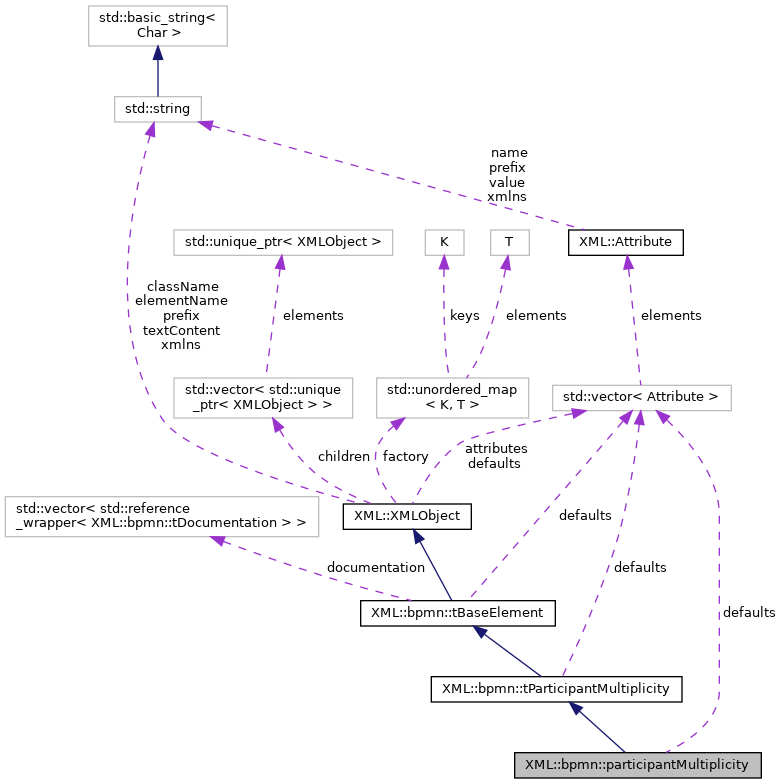 std::basic_string<
Char >
std::string
name
prefix
value
xmlns
std::unique_ptr< XMLObject >
K
T
XML::Attribute
className
elementName
prefix
textContent
xmlns
elements
keys
elements
elements
std::vector< std::unique
_ptr< XMLObject > >
std::unordered_map
< K, T >
std::vector< Attribute >
children
factory
attributes
defaults
std::vector< std::reference
_wrapper< XML::bpmn::tDocumentation > >
XML::XMLObject
defaults
documentation
defaults
XML::bpmn::tBaseElement
defaults
XML::bpmn::tParticipantMultiplicity
XML::bpmn::participantMultiplicity